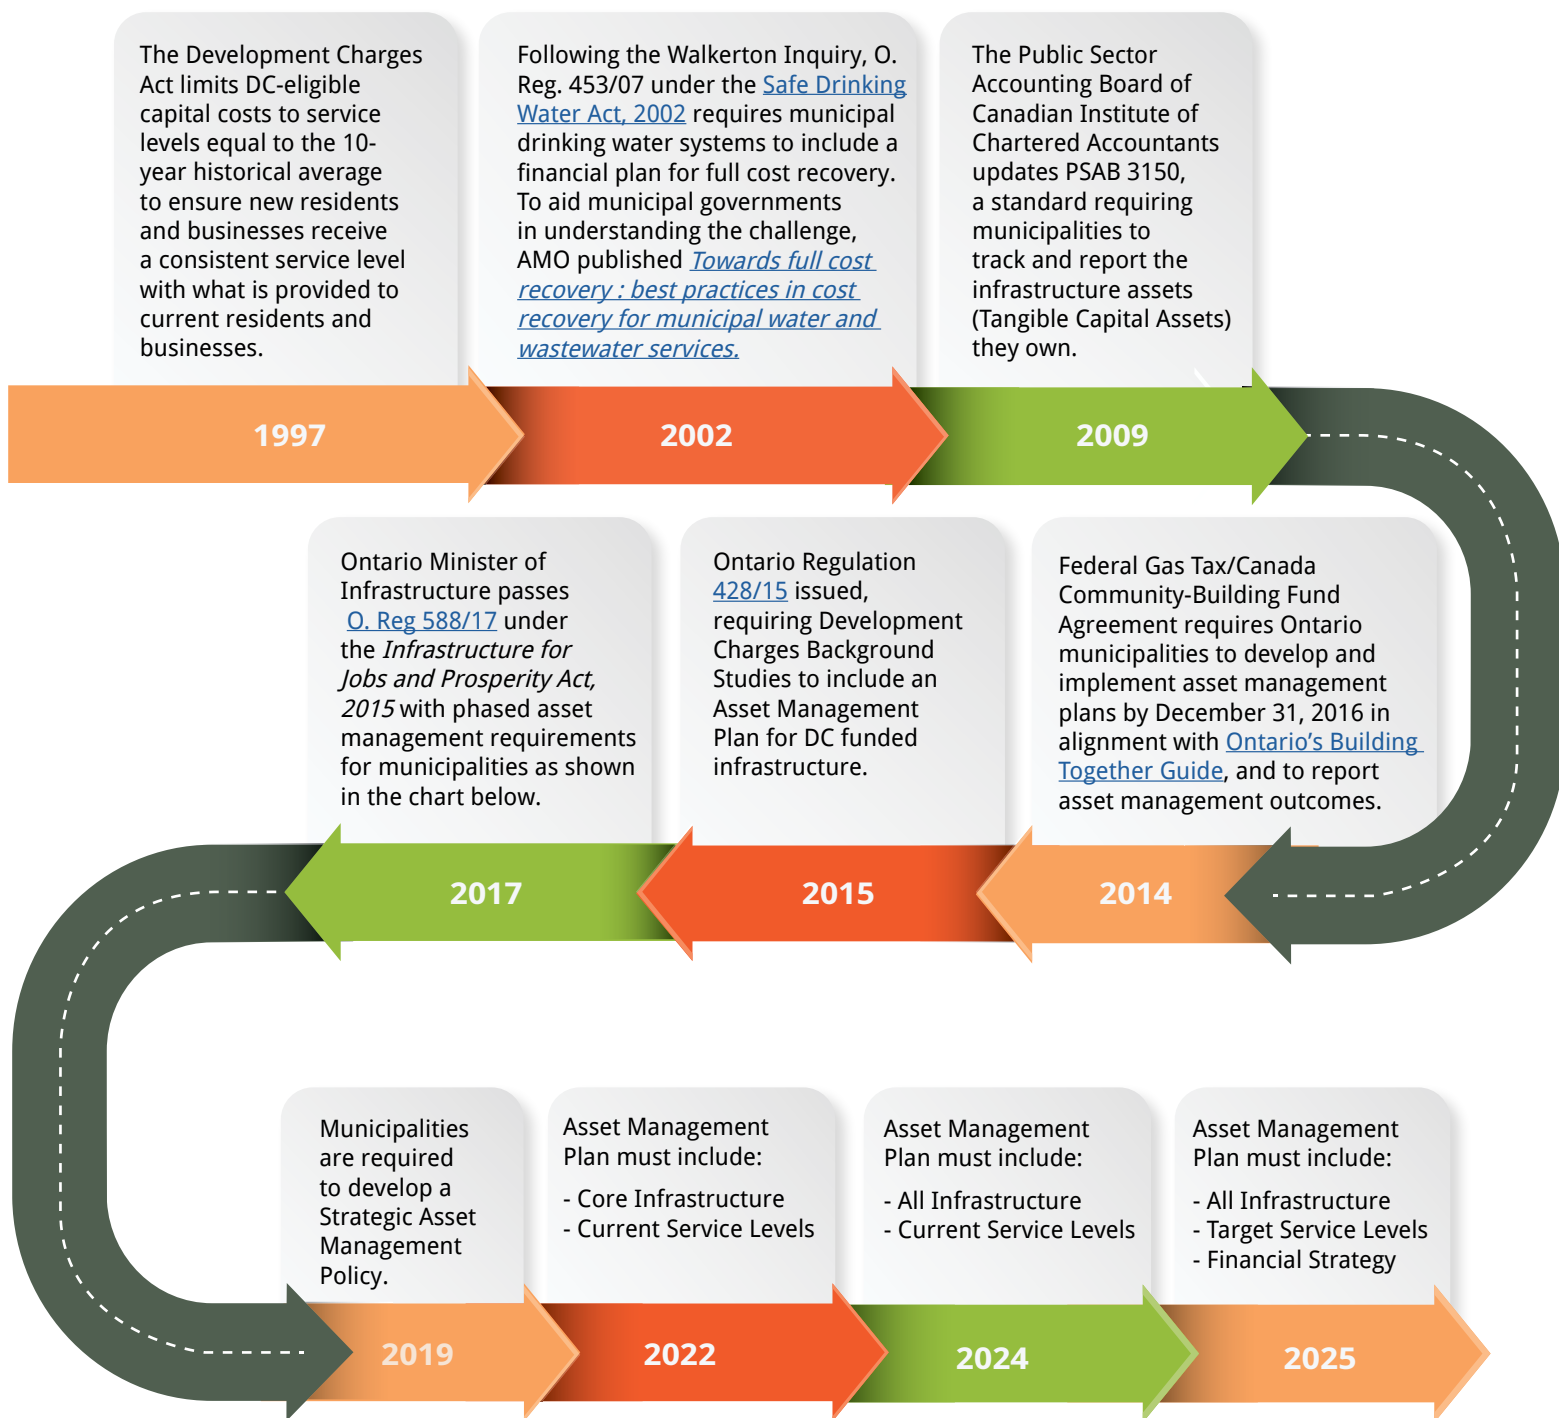 The Development Charges
Act limits DC-eligible
capital costs to service
levels equal to the 10-
year historical average
to ensure new residents
and businesses receive
a consistent service level
with what is provided to
current residents and
businesses.
1997
Following the Walkerton Inquiry, O.
Reg. 453/07 under the Safe Drinking
Water Act, 2002 requires municipal
drinking water systems to include a
financial plan for full cost recovery.
To aid municipal governments
in understanding the challenge,
AMO published Towards full cost
recovery : best practices in cost
recovery for municipal water and
wastewater services.
2002
The Public Sector
Accounting Board of
Canadian Institute of
Chartered Accountants
updates PSAB 3150,
a standard requiring
municipalities to
track and report the
infrastructure assets
(Tangible Capital Assets)
they own.
2009
Federal Gas Tax/Canada
Community-Building Fund
Agreement requires Ontario
municipalities to develop and
implement asset management
plans by December 31, 2016 in
alignment with Ontario's Building
Together Guide, and to report
asset management outcomes.
2014
Ontario Regulation
428/15 issued,
requiring Development
Charges Background
Studies to include an
Asset Management
Plan for DC funded
infrastructure.
2015
Ontario Minister of
Infrastructure passes
O. Reg 588/17 under
the Infrastructure for
Jobs and Prosperity Act,
2015 with phased asset
management requirements
for municipalities as shown
in the chart below.
2017
Municipalities
are required
to develop a
Strategic Asset
Management
Policy.
2019
Asset Management
Plan must include:
- Core Infrastructure
- Current Service Levels
2022
Asset Management
Plan must include:
- All Infrastructure
- Current Service Levels
2024
Asset Management
Plan must include:
- All Infrastructure
- Target Service Levels
- Financial Strategy
2025